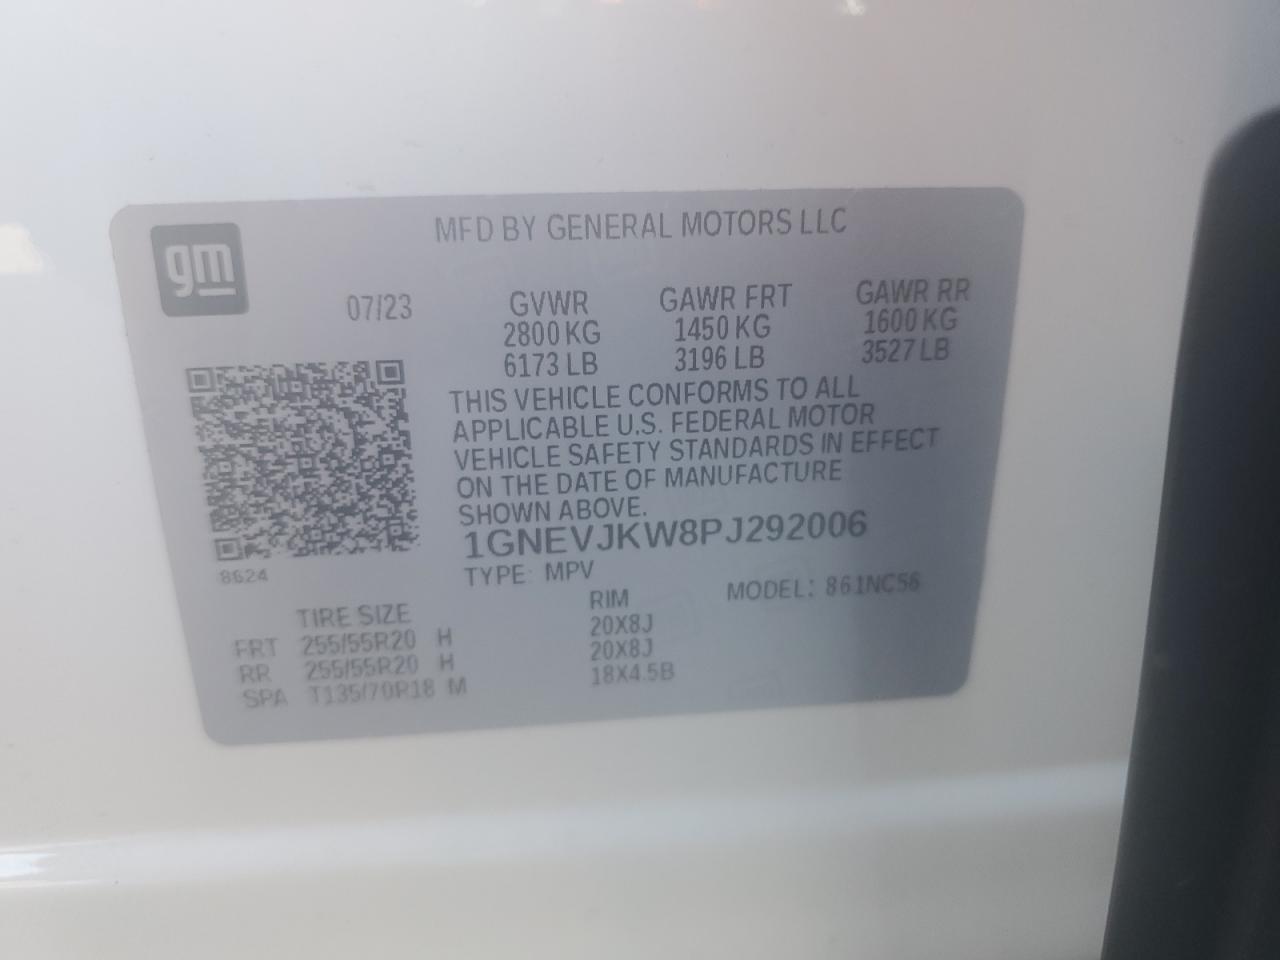 gm
MFD BY GENERAL MOTORS LLC
07/23 GVWR GAWR FRT GAWR RR
2800 KG 1450 KG 1600 KG
6173 LB 3196 LB 3527 LB
THIS VEHICLE CONFORMS TO ALL
APPLICABLE U.S. FEDERAL MOTOR
VEHICLE SAFETY STANDARDS IN EFFECT
ON THE DATE OF MANUFACTURE
SHOWN ABOVE.
1GNEVJKW8PJ292006
8624
TYPE: MPV MODEL: 861NC56
TIRE SIZE RIM
FRT 255/55R20 H 20X8J
RR 255/55R20 H 20X8J
SPA T135/70R18 M 18X4.5B